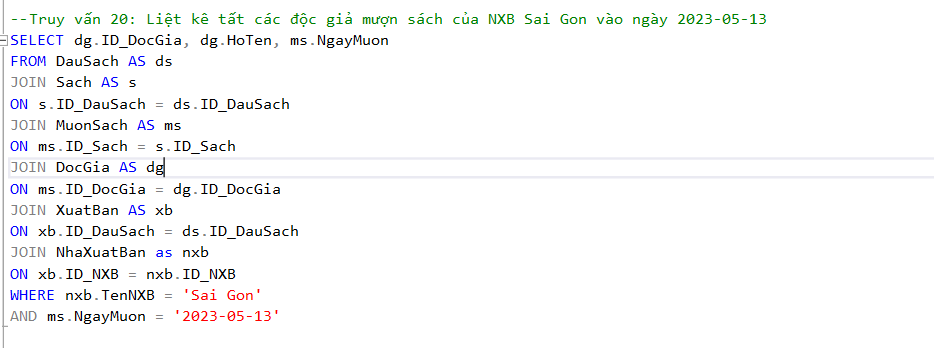 --Truy vấn 20: Liệt kê tất các độc giả mượn sách của NXB Sai Gon vào ngày 2023-05-13
SELECT dg.ID_DocGia, dg.HoTen, ms.NgayMuon
FROM DauSach AS ds
JOIN Sach AS s
ON s.ID_DauSach = ds.ID_DauSach
JOIN MuonSach AS ms
ON ms.ID_Sach = s.ID_Sach
JOIN DocGia AS dg
ON ms.ID_DocGia = dg.ID_DocGia
JOIN XuatBan AS xb
ON xb.ID_DauSach = ds.ID_DauSach
JOIN NhaXuatBan as nxb
ON xb.ID_NXB = nxb.ID_NXB
WHERE nxb.TenNXB = 'Sai Gon'
AND ms.NgayMuon = '2023-05-13'